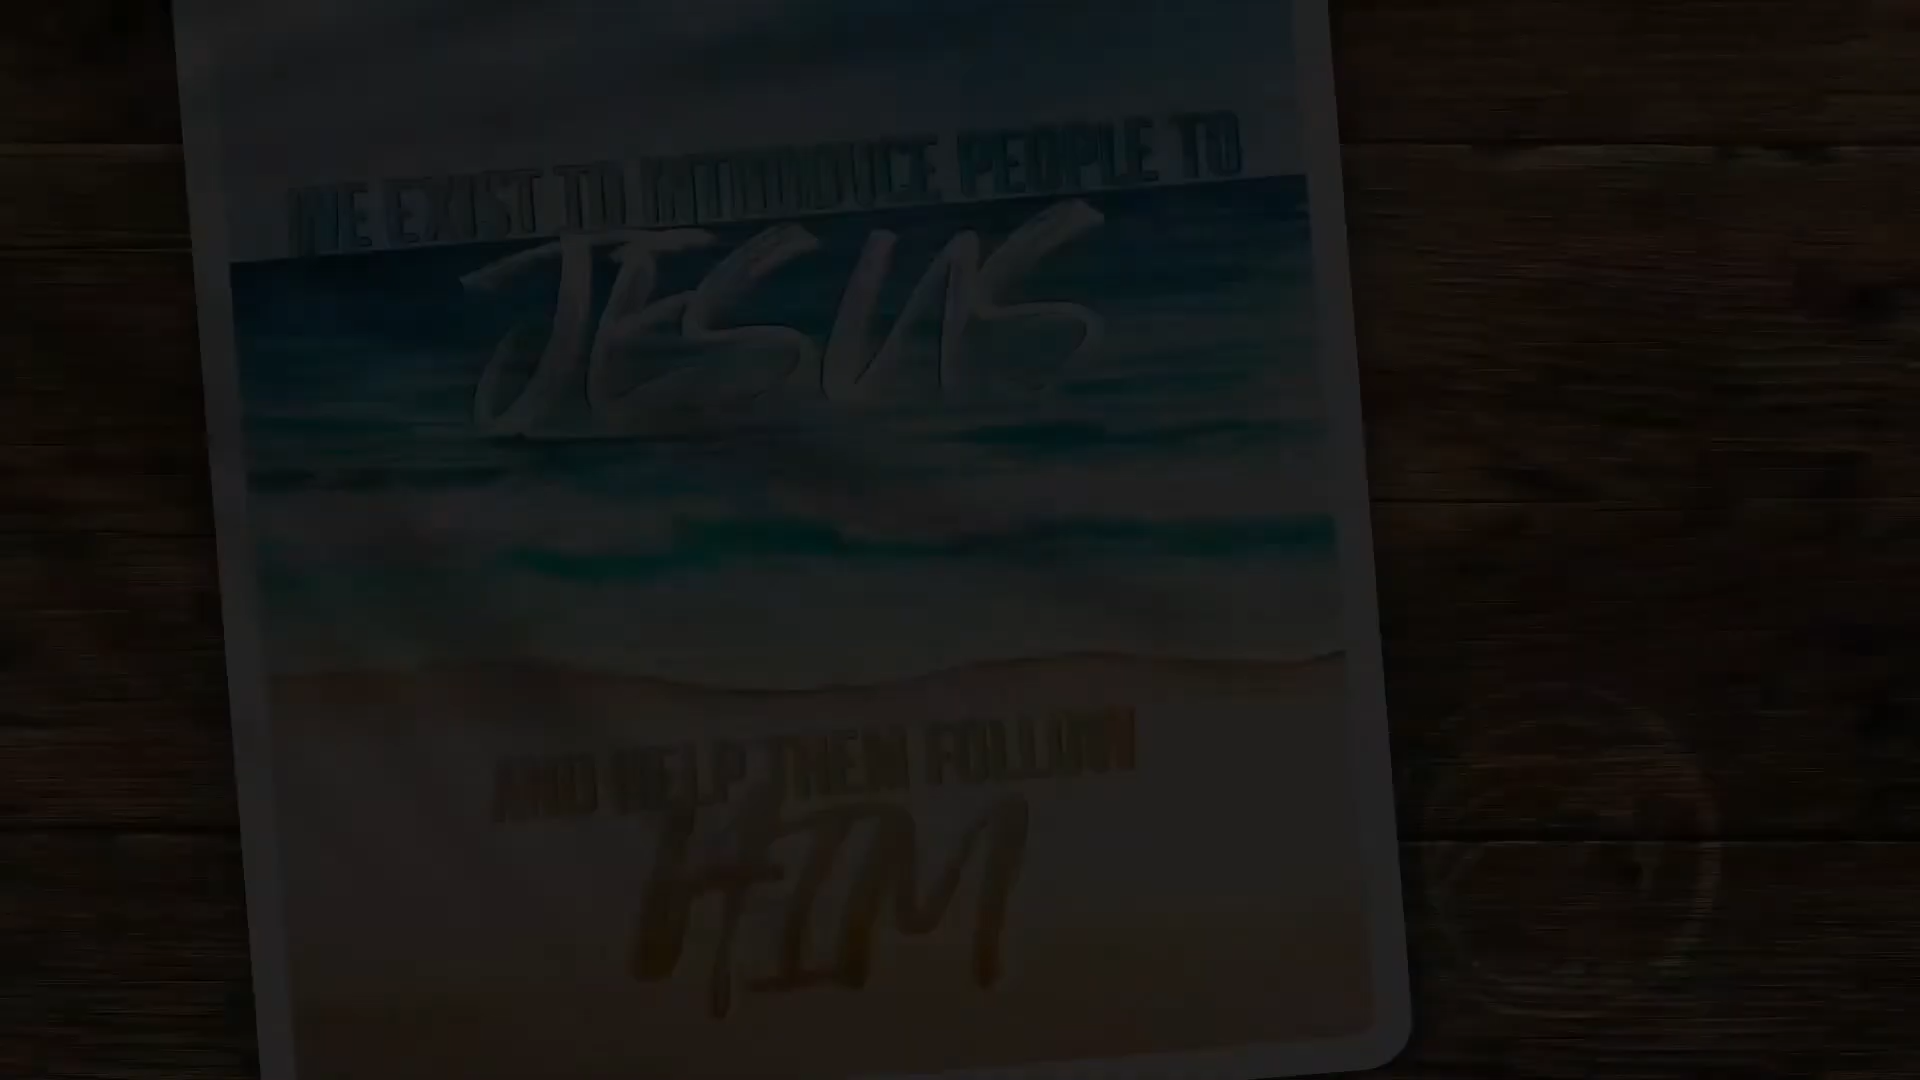 WE EXIST TO INTRODUCE PEOPLE TO
JESUS
AND HELP THEM FOLLOW
HIM